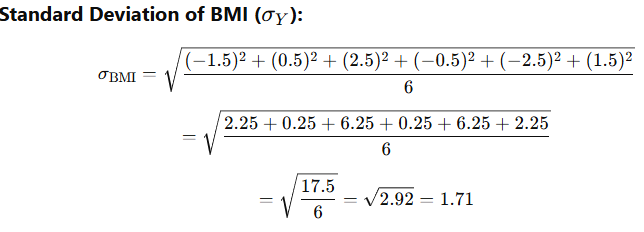 Standard Deviation of BMI (σ_Y):
σ_BMI = √(((−1.5)² + (0.5)² + (2.5)² + (−0.5)² + (−2.5)² + (1.5)²) / 6)
= √((2.25 + 0.25 + 6.25 + 0.25 + 6.25 + 2.25) / 6)
= √(17.5 / 6) = √2.92 = 1.71